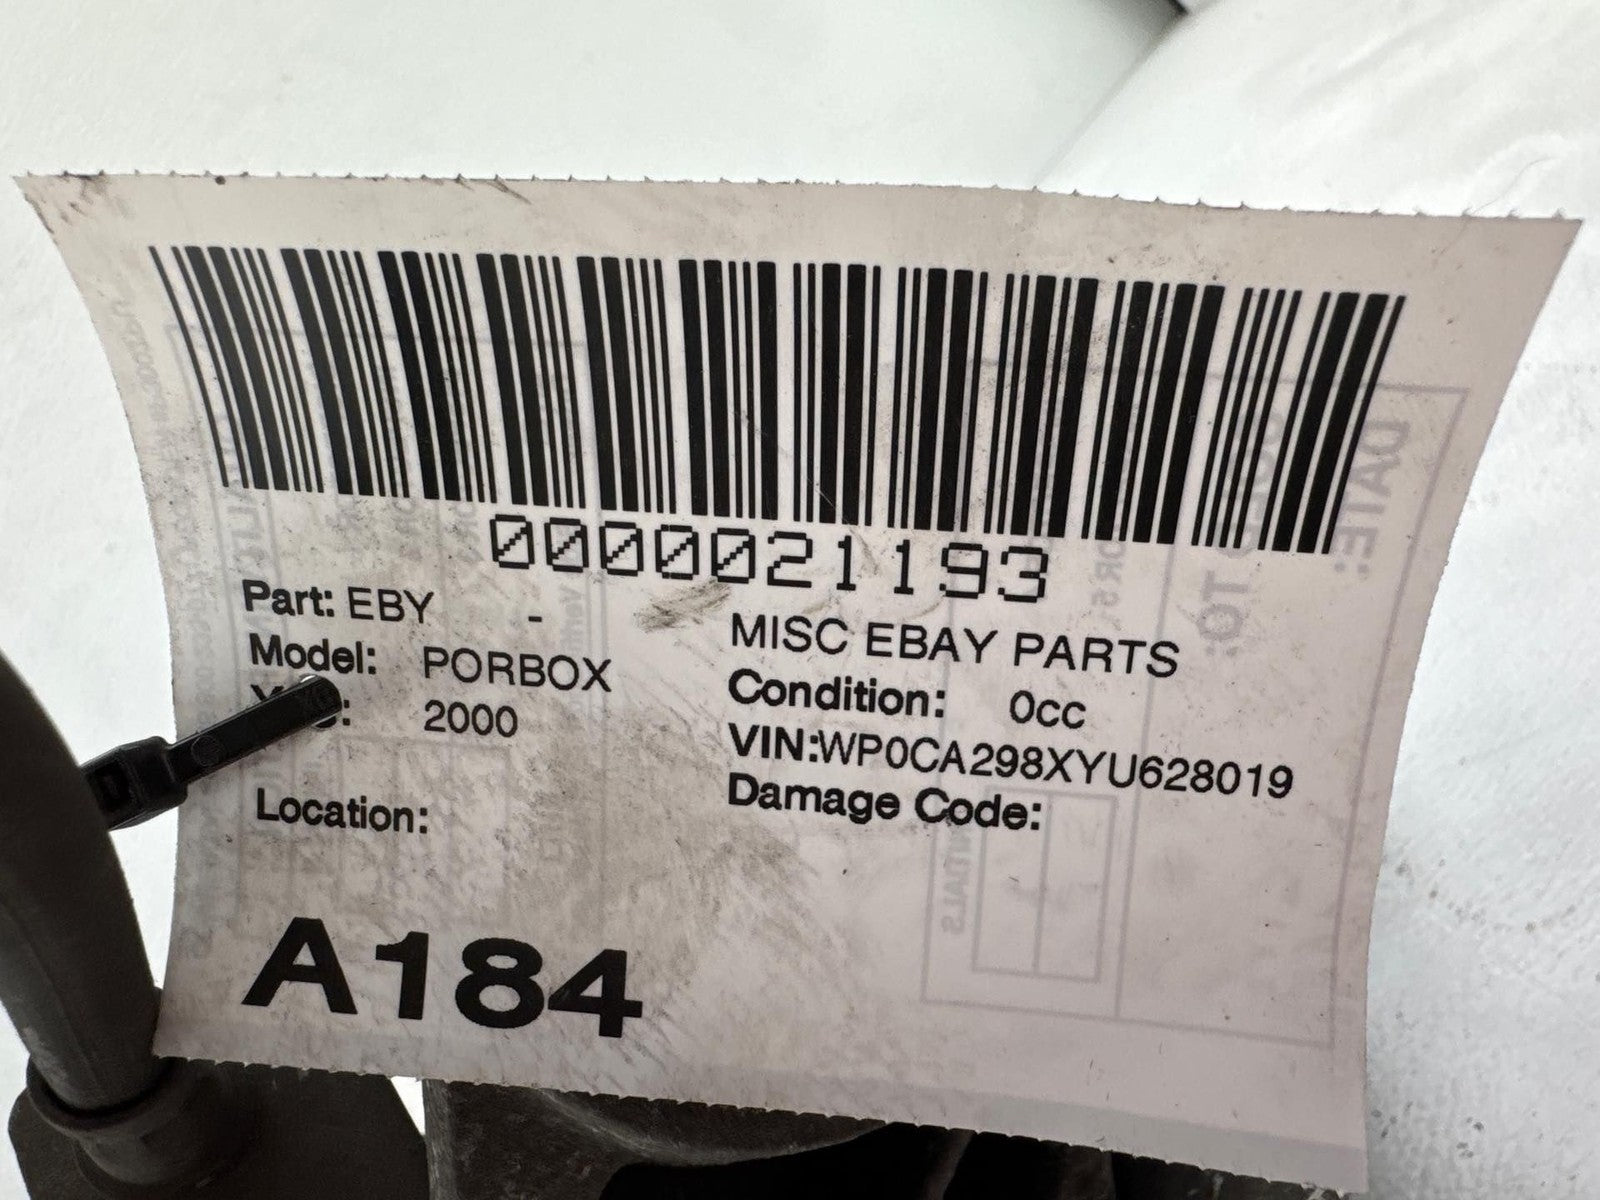 0000021193
Part: EBY - MISC EBAY PARTS
Model: PORBOX Condition: 0cc
2000 VIN:WP0CA298XYU628019
Damage Code:
Location:
A184